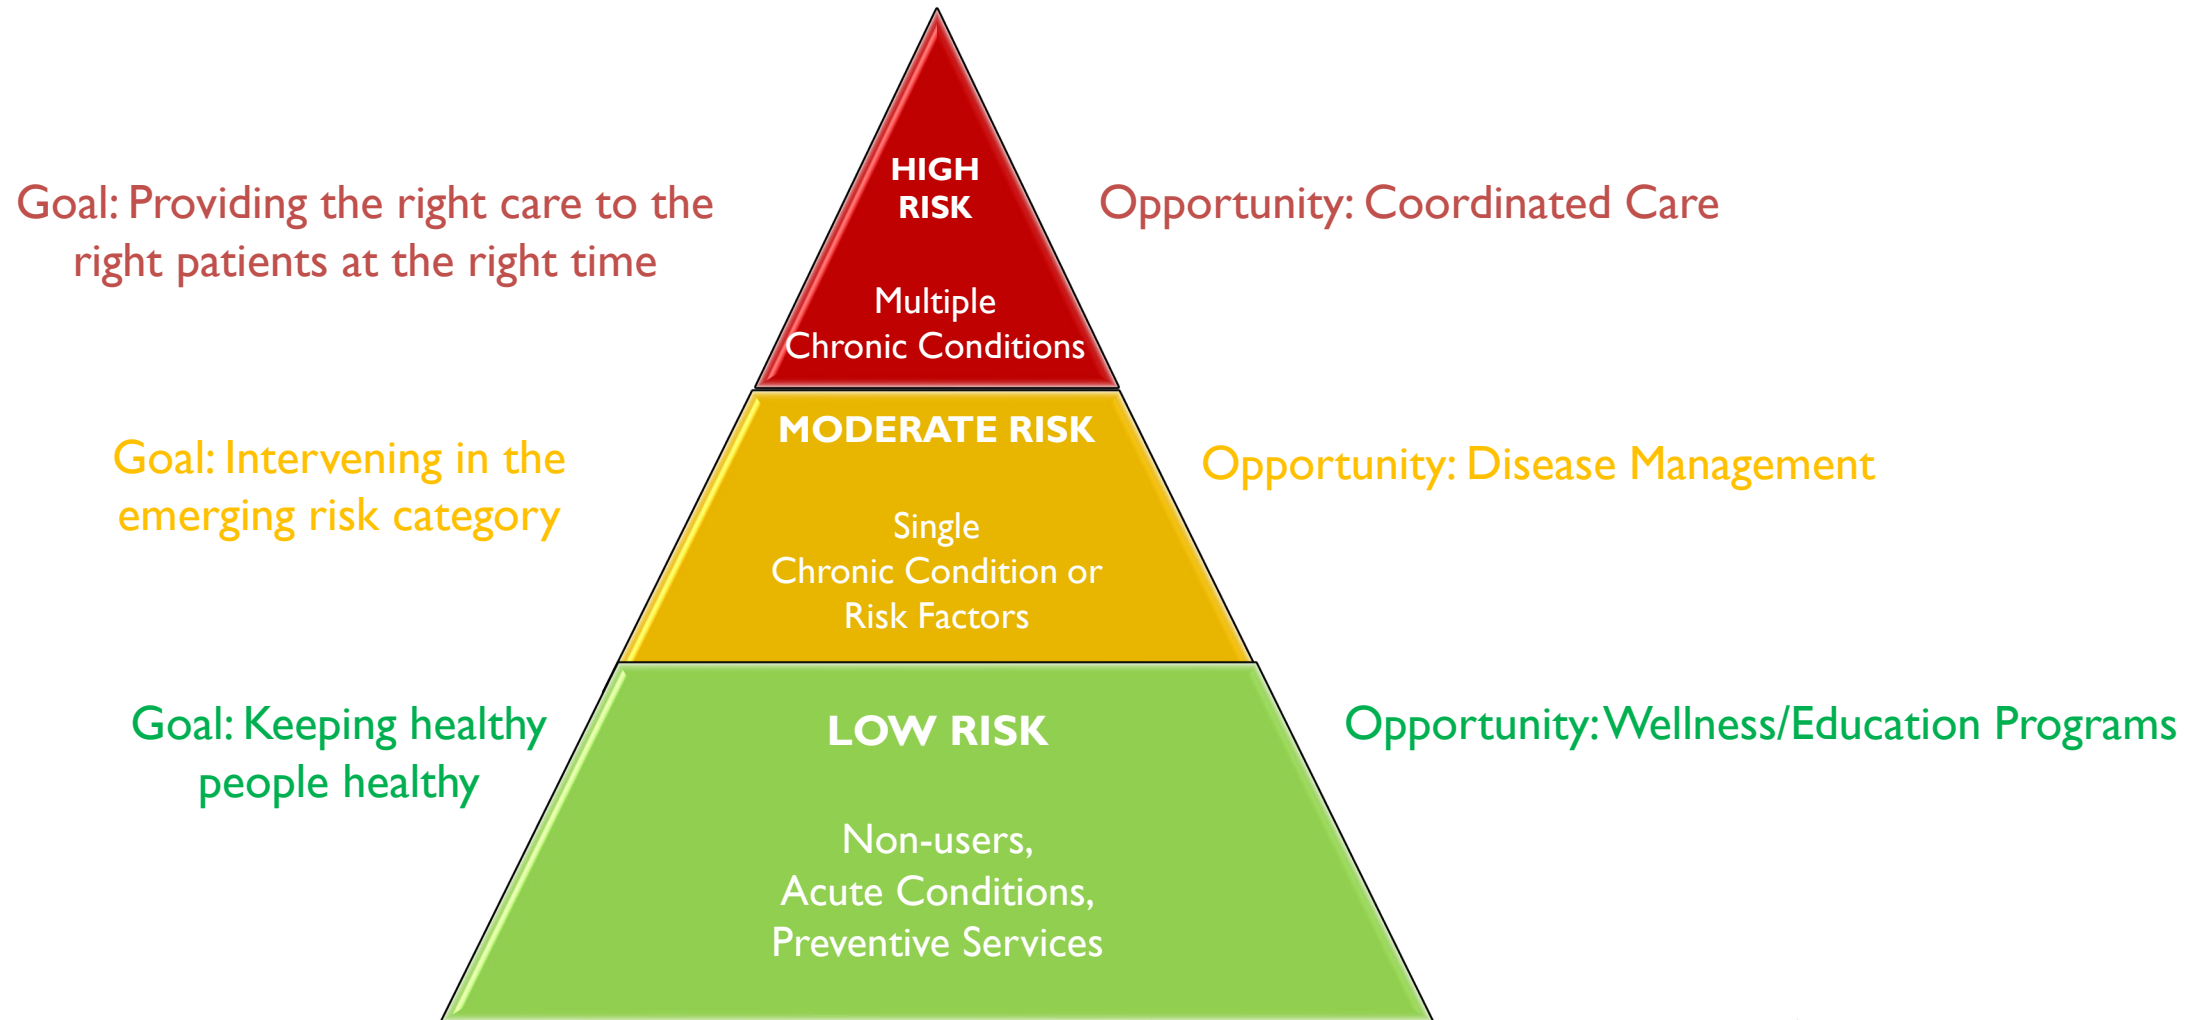 HIGH
RISK
Goal: Providing the right care to the
right patients at the right time
Opportunity: Coordinated Care
Multiple
Chronic Conditions
MODERATE RISK
Goal: Intervening in the
emerging risk category
Opportunity: Disease Management
Single
Chronic Condition or
Risk Factors
Goal: Keeping healthy
people healthy
LOW RISK
Opportunity: Wellness/Education Programs
Non-users,
Acute Conditions,
Preventive Services